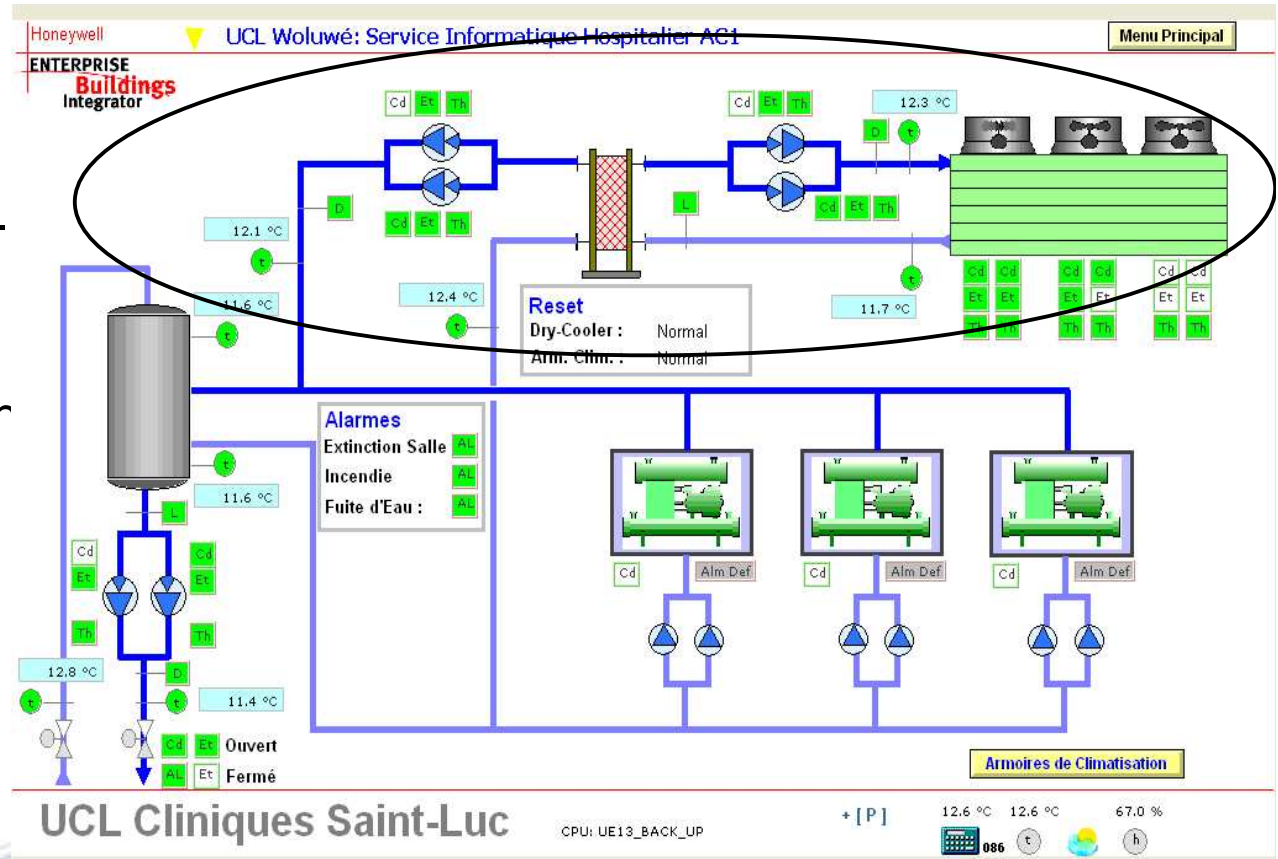 Honeywell
UCL Woluwé: Service Informatique Hospitalier AC1
Menu Principal
ENTERPRISE
Buildings
Integrator
Cd Et Th
Cd Et Th
12.3 °C
D t
D
L
Cd Et Th
Cd Et Th
12.1 °C
t
t
Cd Cd Cd Cd Cd Cd
11.6 °C
12.4 °C
11.7 °C
Et Et Et Et Et Et
t
t
Th Th Th Th Th Th
Reset
Dry-Cooler : Normal
Arm. Clim. : Normal
Alarmes
Extinction Salle AL
Incendie AL
Fuite d'Eau : AL
t
11.6 °C
L
Cd Cd
Et Et
Cd Alm Def
Cd Alm Def
Cd Alm Def
Th Th
12.8 °C
D
t
t
11.4 °C
Cd Et Ouvert
AL Et Fermé
Armoires de Climatisation
UCL Cliniques Saint-Luc
CPU: UE13_BACK_UP
+ [ P ]
12.6 °C 12.6 °C 67.0 %
086 t h